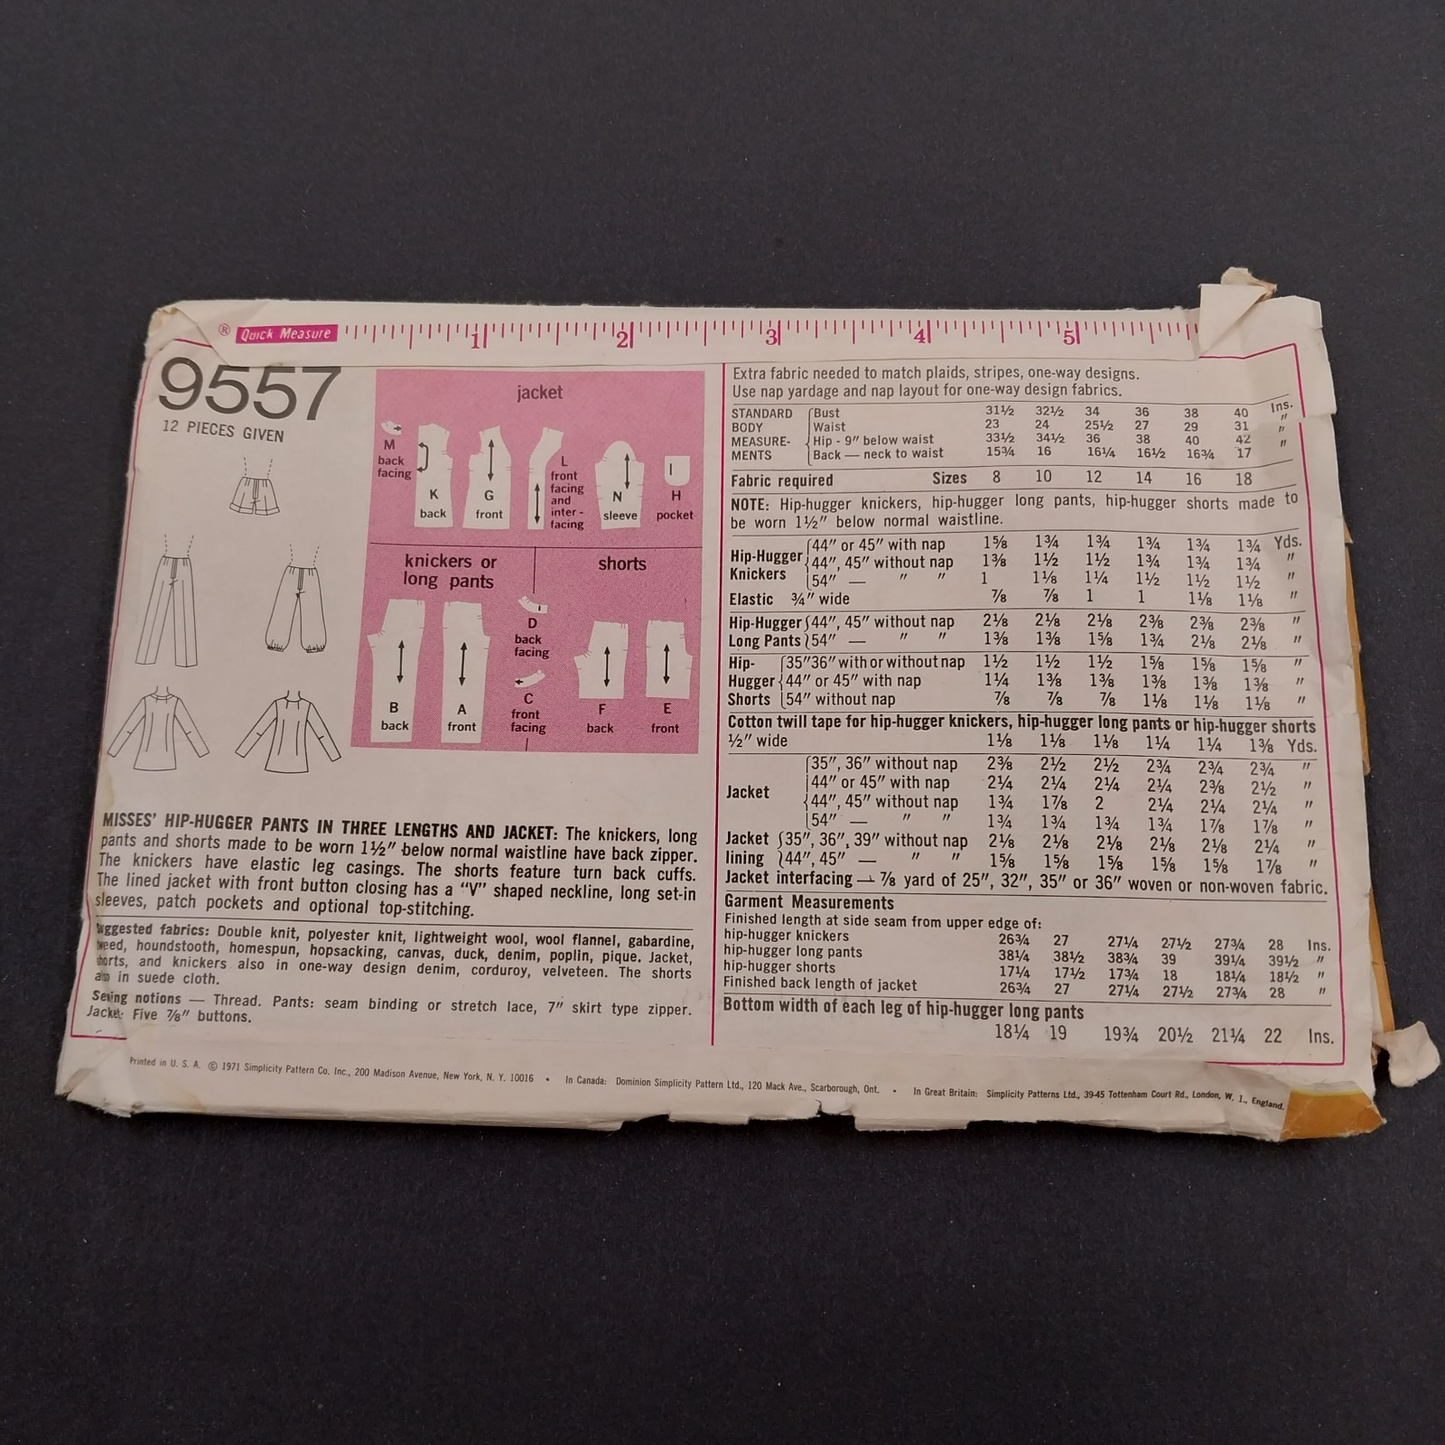 ® Quick Measure 1 2 3 4 5
9557
12 PIECES GIVEN
jacket
M
back
facing
K
back
G
front
L
front
facing
and
inter-
facing
N
sleeve
H
pocket
knickers or
long pants
shorts
B
back
A
front
D
back
facing
C
front
facing
F
back
E
front
MISSES' HIP-HUGGER PANTS IN THREE LENGTHS AND JACKET: The knickers, long
pants and shorts made to be worn 1½" below normal waistline have back zipper.
The knickers have elastic leg casings. The shorts feature turn back cuffs.
The lined jacket with front button closing has a "V" shaped neckline, long set-in
sleeves, patch pockets and optional top-stitching.
Suggested fabrics: Double knit, polyester knit, lightweight wool, wool flannel, gabardine,
tweed, houndstooth, homespun, hopsacking, canvas, duck, denim, poplin, pique. Jacket,
shorts, and knickers also in one-way design denim, corduroy, velveteen. The shorts
also in suede cloth.
Sewing notions — Thread. Pants: seam binding or stretch lace, 7" skirt type zipper.
Jacket: Five ⅞" buttons.
Extra fabric needed to match plaids, stripes, one-way designs.
Use nap yardage and nap layout for one-way design fabrics.
STANDARD Bust 31½ 32½ 34 36 38 40 Ins.
BODY Waist 23 24 25½ 27 29 31 "
MEASURE- Hip - 9" below waist 33½ 34½ 36 38 40 42 "
MENTS Back — neck to waist 15¾ 16 16¼ 16½ 16¾ 17
Fabric required Sizes 8 10 12 14 16 18
NOTE: Hip-hugger knickers, hip-hugger long pants, hip-hugger shorts made to
be worn 1½" below normal waistline.
Hip-Hugger 44" or 45" with nap 1⅝ 1¾ 1¾ 1¾ 1¾ 1¾ Yds.
Knickers 44", 45" without nap 1⅜ 1½ 1½ 1¾ 1¾ 1¾ "
54" — " " 1 1⅛ 1¼ 1½ 1½ 1½ "
Elastic ¾" wide ⅞ ⅞ 1 1 1⅛ 1⅛ "
Hip-Hugger 44", 45" without nap 2⅛ 2⅛ 2⅛ 2⅜ 2⅜ 2⅜ "
Long Pants 54" — " " 1⅜ 1⅜ 1⅝ 1¾ 2⅛ 2⅛ "
Hip- 35"36" with or without nap 1½ 1½ 1½ 1⅝ 1⅝ 1⅝ "
Hugger 44" or 45" with nap 1¼ 1⅜ 1⅜ 1⅜ 1⅜ 1⅜ "
Shorts 54" without nap ⅞ ⅞ ⅞ 1⅛ 1⅛ 1⅛ "
Cotton twill tape for hip-hugger knickers, hip-hugger long pants or hip-hugger shorts
½" wide 1⅛ 1⅛ 1⅛ 1¼ 1¼ 1⅜ Yds.
35", 36" without nap 2⅜ 2½ 2½ 2¾ 2¾ 2¾ "
Jacket 44" or 45" with nap 2¼ 2¼ 2¼ 2¼ 2⅜ 2½ "
44", 45" without nap 1¾ 1⅞ 2 2¼ 2¼ 2¼ "
54" — " " 1¾ 1¾ 1¾ 1¾ 1⅞ 1⅞ "
Jacket 35", 36", 39" without nap 2⅛ 2⅛ 2⅛ 2⅛ 2⅛ 2¼ "
lining 44", 45" — " " 1⅝ 1⅝ 1⅝ 1⅝ 1⅝ 1⅞ "
Jacket interfacing — ⅞ yard of 25", 32", 35" or 36" woven or non-woven fabric.
Garment Measurements
Finished length at side seam from upper edge of:
hip-hugger knickers 26¾ 27 27¼ 27½ 27¾ 28 Ins.
hip-hugger long pants 38¼ 38½ 38¾ 39 39¼ 39½ "
hip-hugger shorts 17¼ 17½ 17¾ 18 18¼ 18½ "
Finished back length of jacket 26¾ 27 27¼ 27½ 27¾ 28 "
Bottom width of each leg of hip-hugger long pants
18¼ 19 19¾ 20½ 21¼ 22 Ins.
Printed in U. S. A. © 1971 Simplicity Pattern Co. Inc., 200 Madison Avenue, New York, N. Y. 10016 • In Canada: Dominion Simplicity Pattern Ltd., 120 Mack Ave., Scarborough, Ont. • In Great Britain: Simplicity Patterns Ltd., 39-45 Tottenham Court Rd., London, W. 1., England.